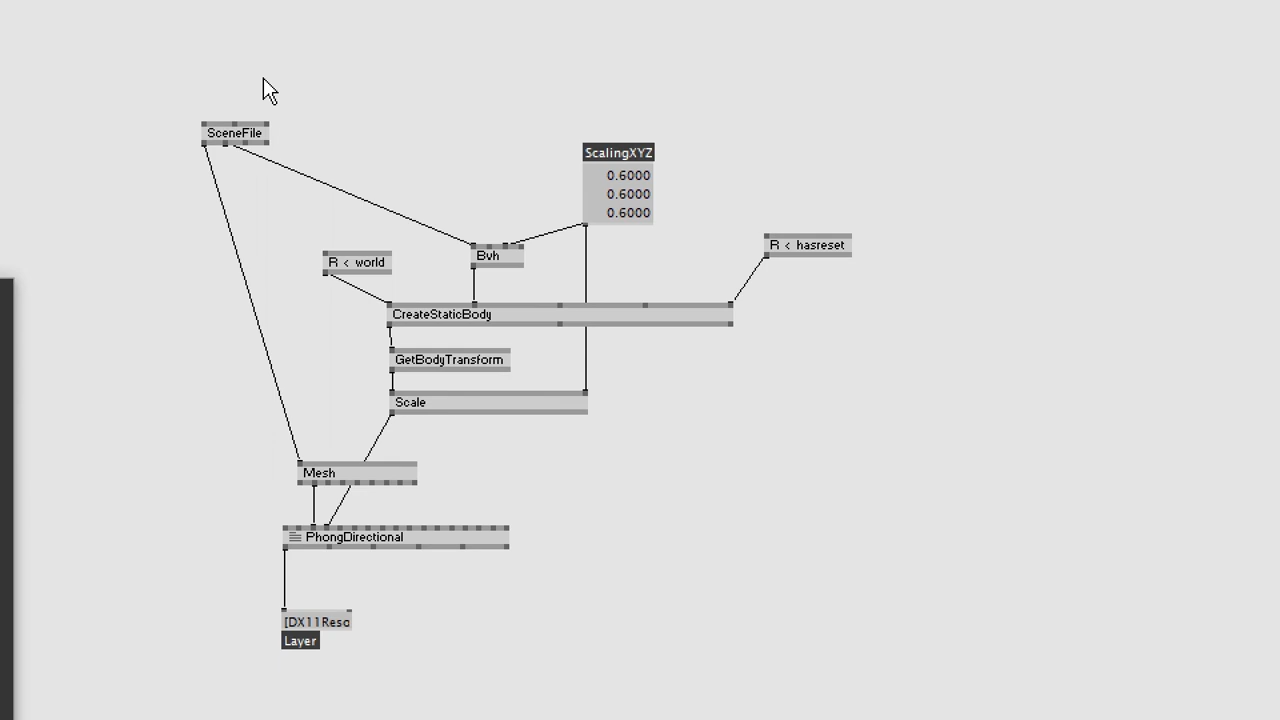 SceneFile
ScalingXYZ
0.6000
0.6000
0.6000
R < hasreset
Bvh
R < world
CreateStaticBody
GetBodyTransform
Scale
Mesh
PhongDirectional
[DX11Reso
Layer